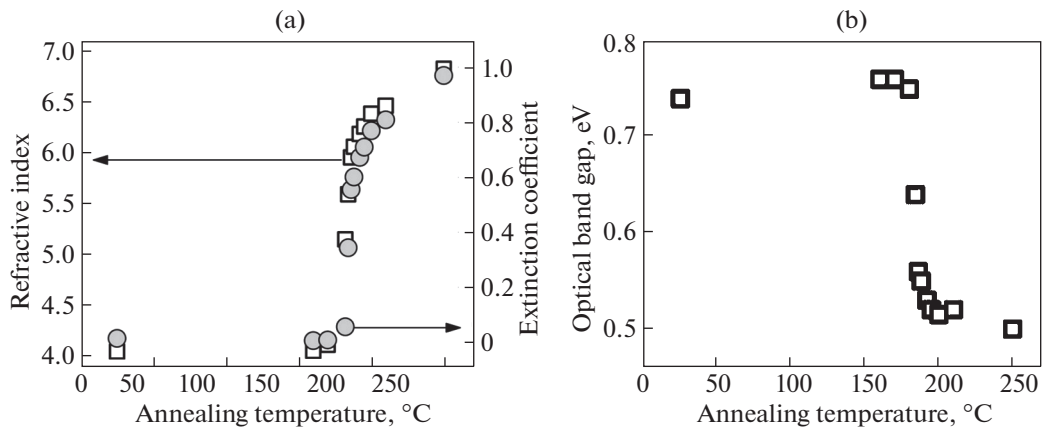 (a)
7.0
6.5
6.0
5.5
5.0
4.5
4.0
Refractive index
1.0
0.8
0.6
0.4
0.2
0
Extinction coefficient
0 50 100 150 200 250
Annealing temperature, °C
(b)
0.8
0.7
0.6
0.5
Optical band gap, eV
0 50 100 150 200 250
Annealing temperature, °C